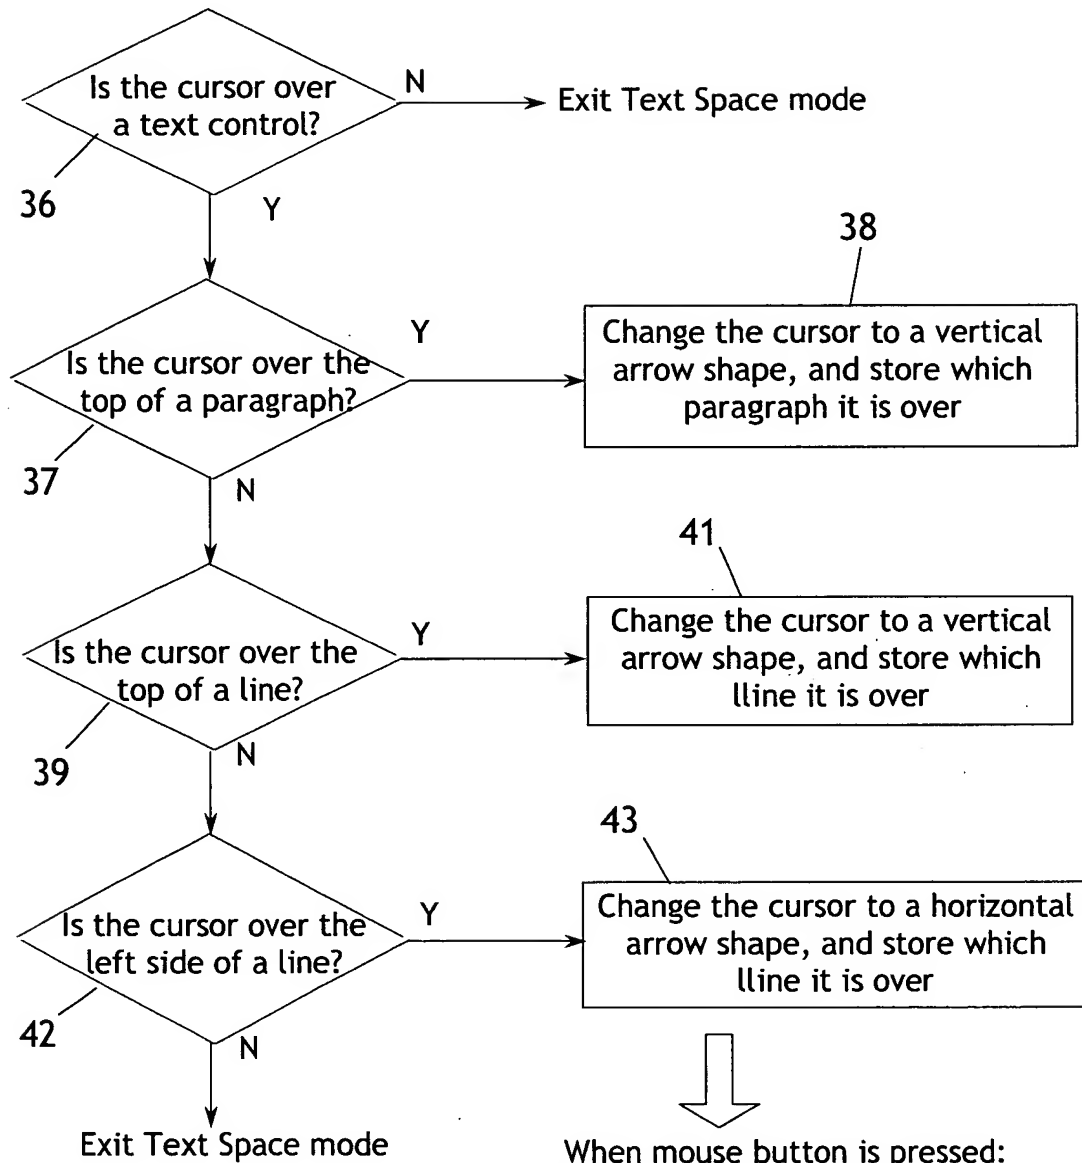 Is the cursor over
a text control?
N
Exit Text Space mode
36
Y
38
Is the cursor over the
top of a paragraph?
Y
Change the cursor to a vertical
arrow shape, and store which
paragraph it is over
37
N
41
Is the cursor over the
top of a line?
Y
Change the cursor to a vertical
arrow shape, and store which
lline it is over
39
N
43
Is the cursor over the
left side of a line?
Y
Change the cursor to a horizontal
arrow shape, and store which
lline it is over
42
N
Exit Text Space mode
When mouse button is pressed: